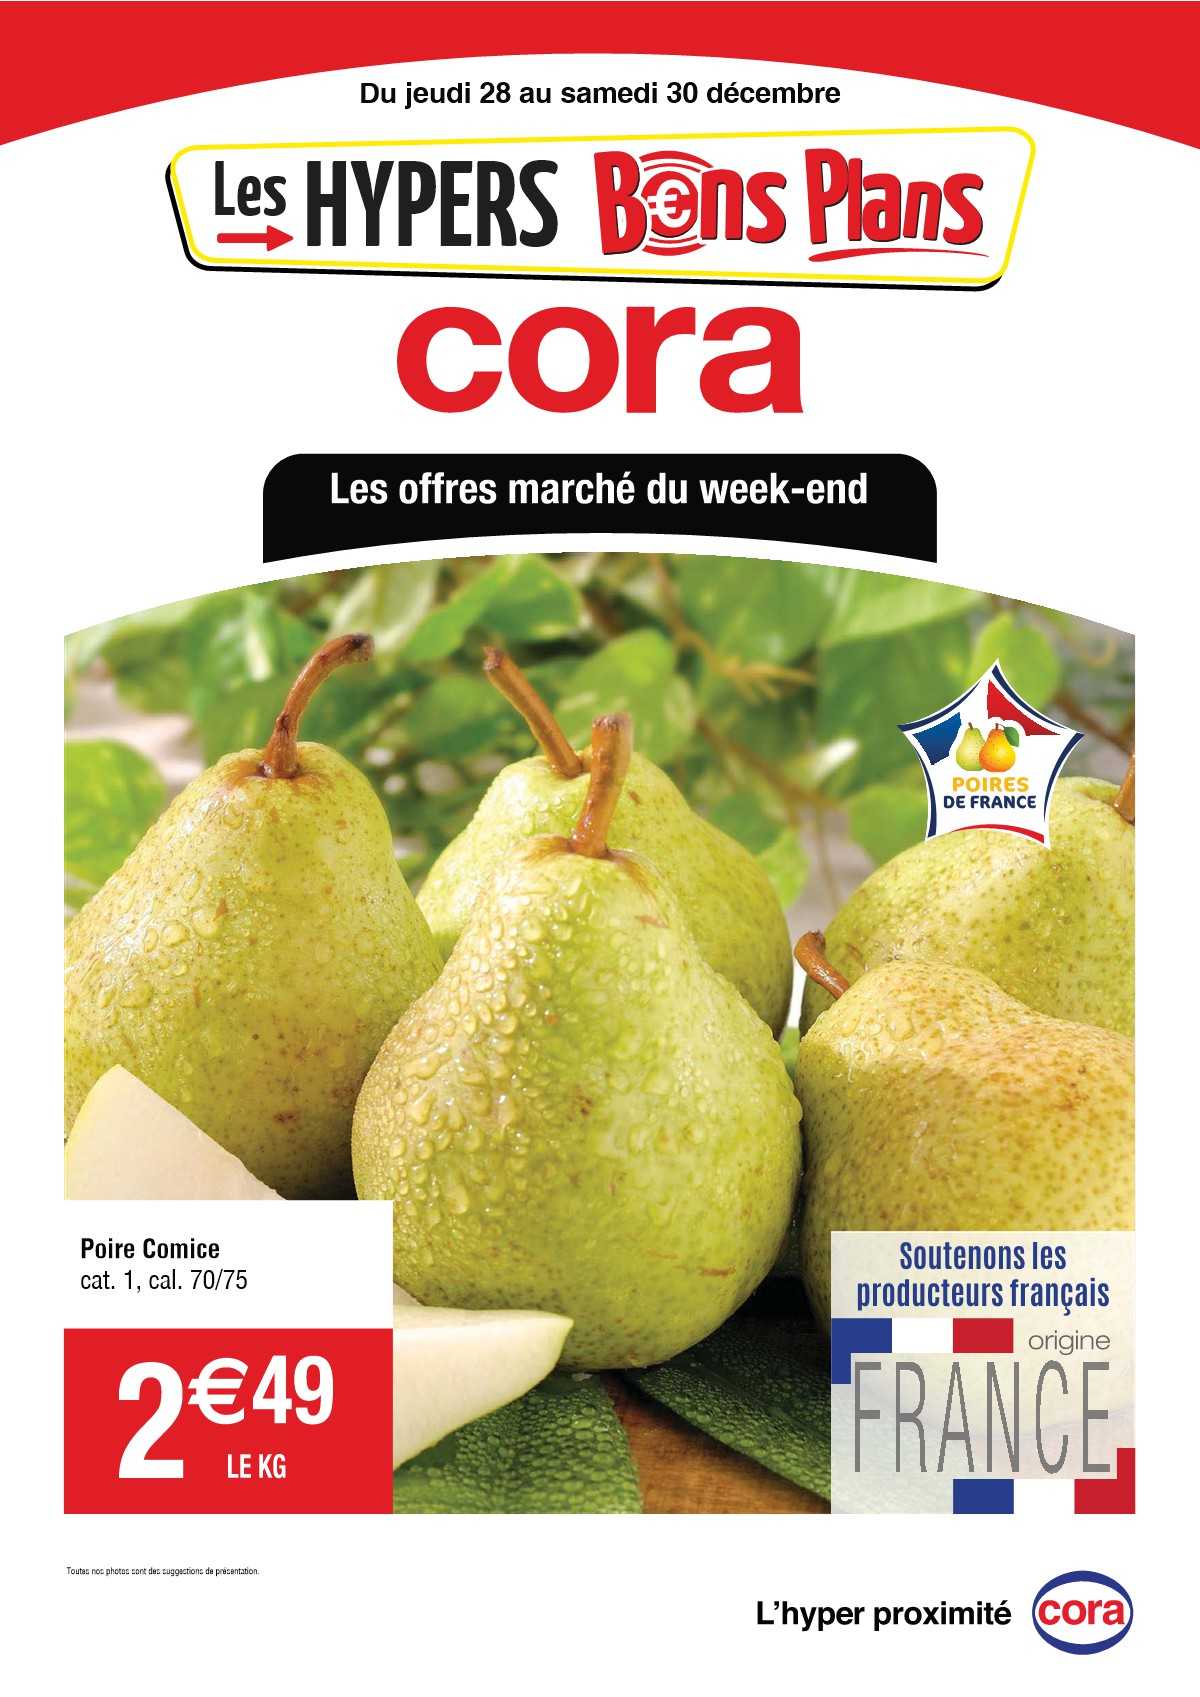 Du jeudi 28 au samedi 30 décembre
Les HYPERS Bons Plans
cora
Les offres marché du week-end
POIRES
DE FRANCE
Poire Comice
cat. 1, cal. 70/75
2€49
LE KG
Soutenons les
producteurs français
origine
FRANCE
Toutes nos photos sont des suggestions de présentation.
L'hyper proximité cora